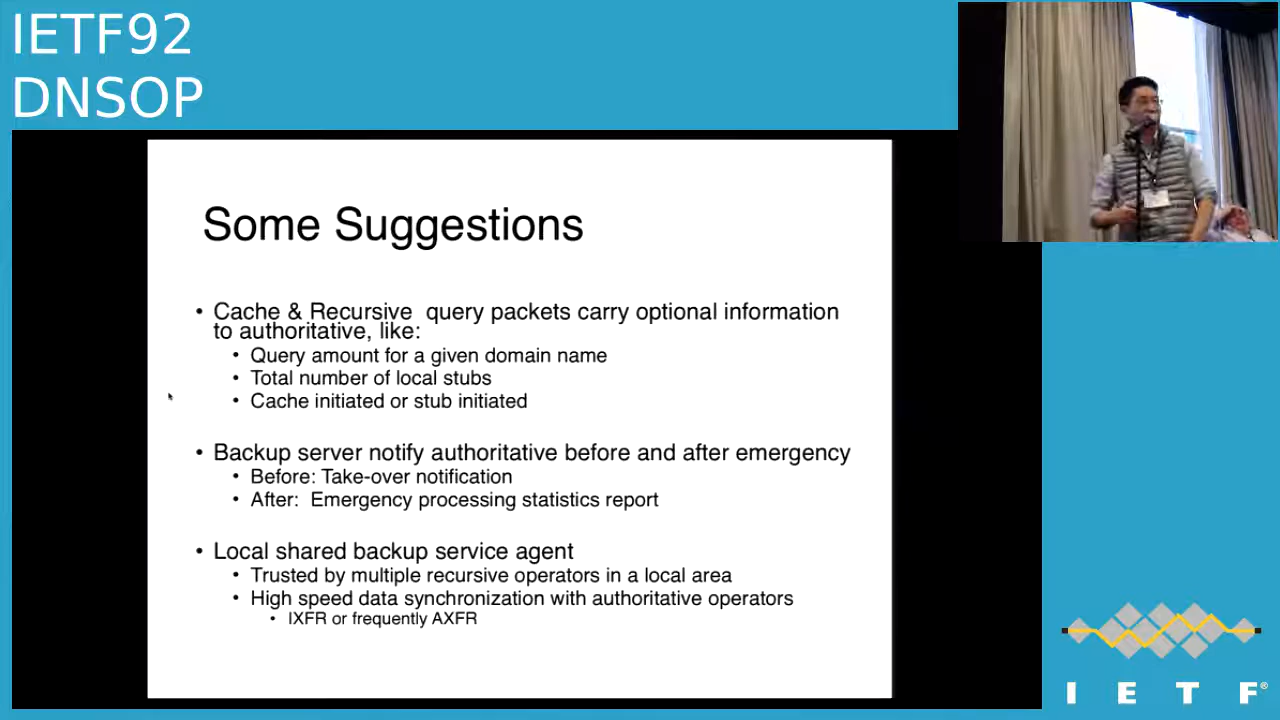 IETF92
DNSOP
Some Suggestions
• Cache & Recursive  query packets carry optional information
to authoritative, like:
• Query amount for a given domain name
• Total number of local stubs
• Cache initiated or stub initiated
• Backup server notify authoritative before and after emergency
• Before: Take-over notification
• After:  Emergency processing statistics report
• Local shared backup service agent
• Trusted by multiple recursive operators in a local area
• High speed data synchronization with authoritative operators
• IXFR or frequently AXFR
I E T F®